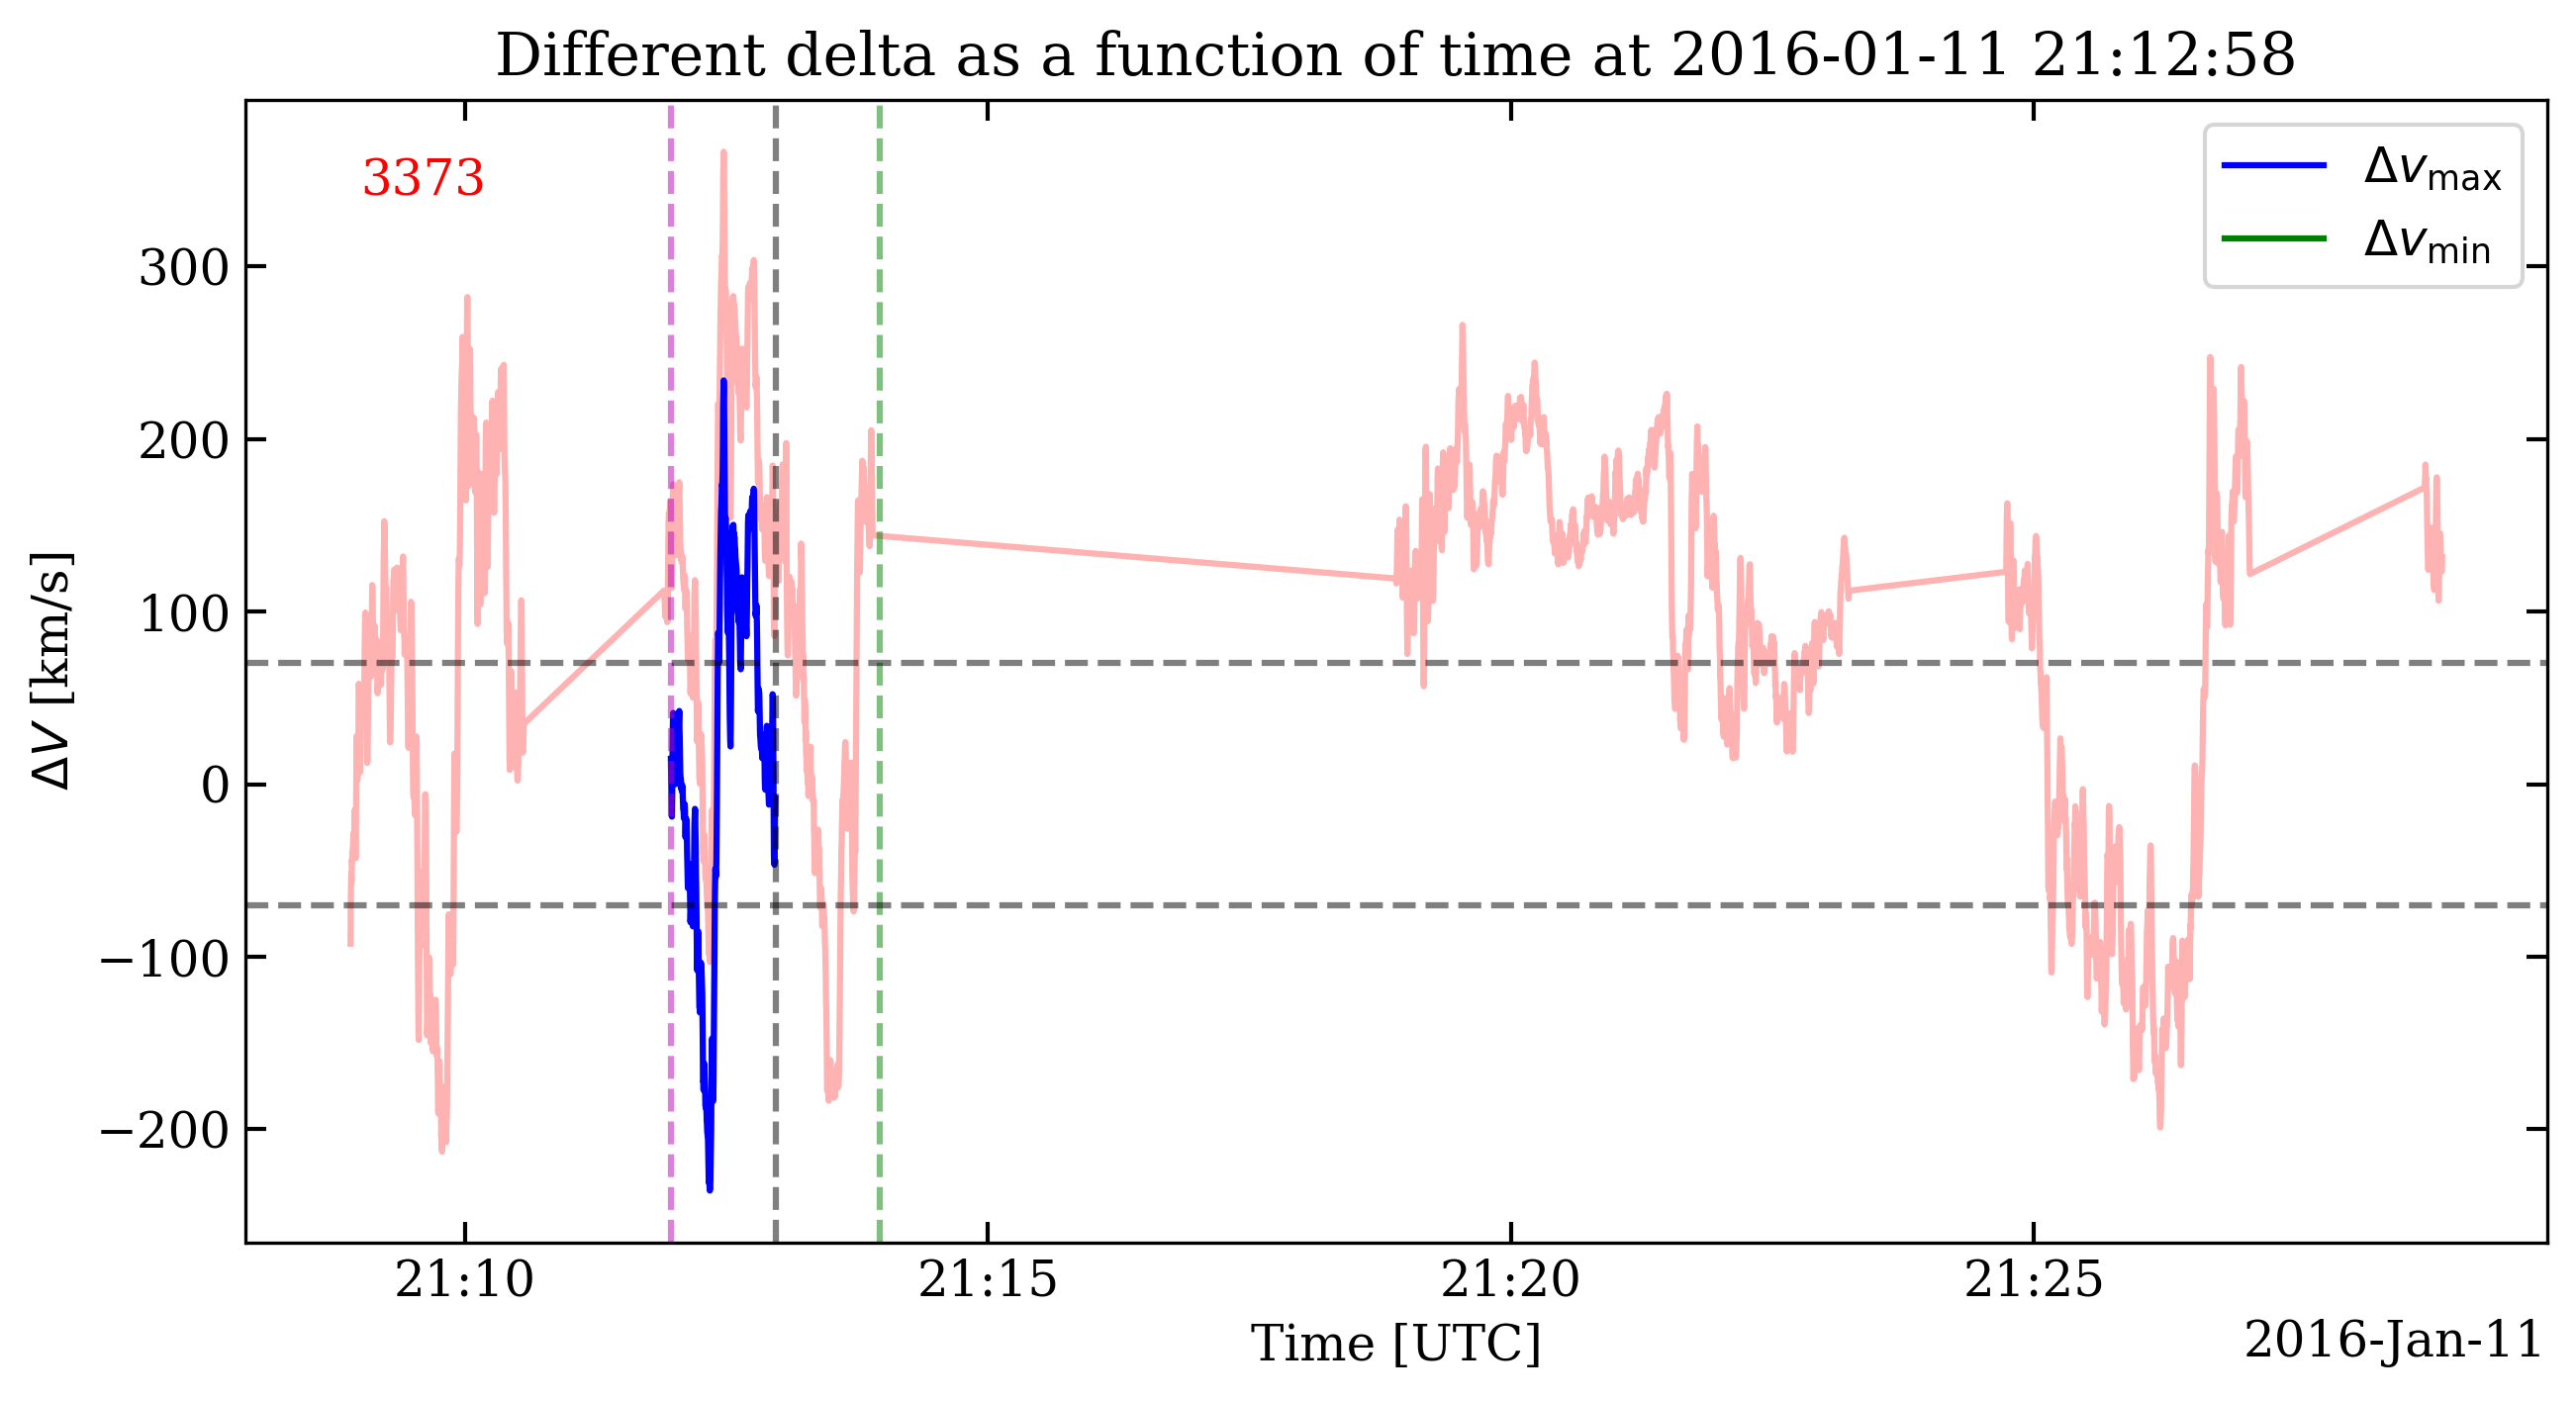 Different delta as a function of time at 2016-01-11 21:12:58
3373
Δvmax
Δvmin
300
200
100
0
−100
−200
ΔV [km/s]
21:10 21:15 21:20 21:25
Time [UTC]
2016-Jan-11